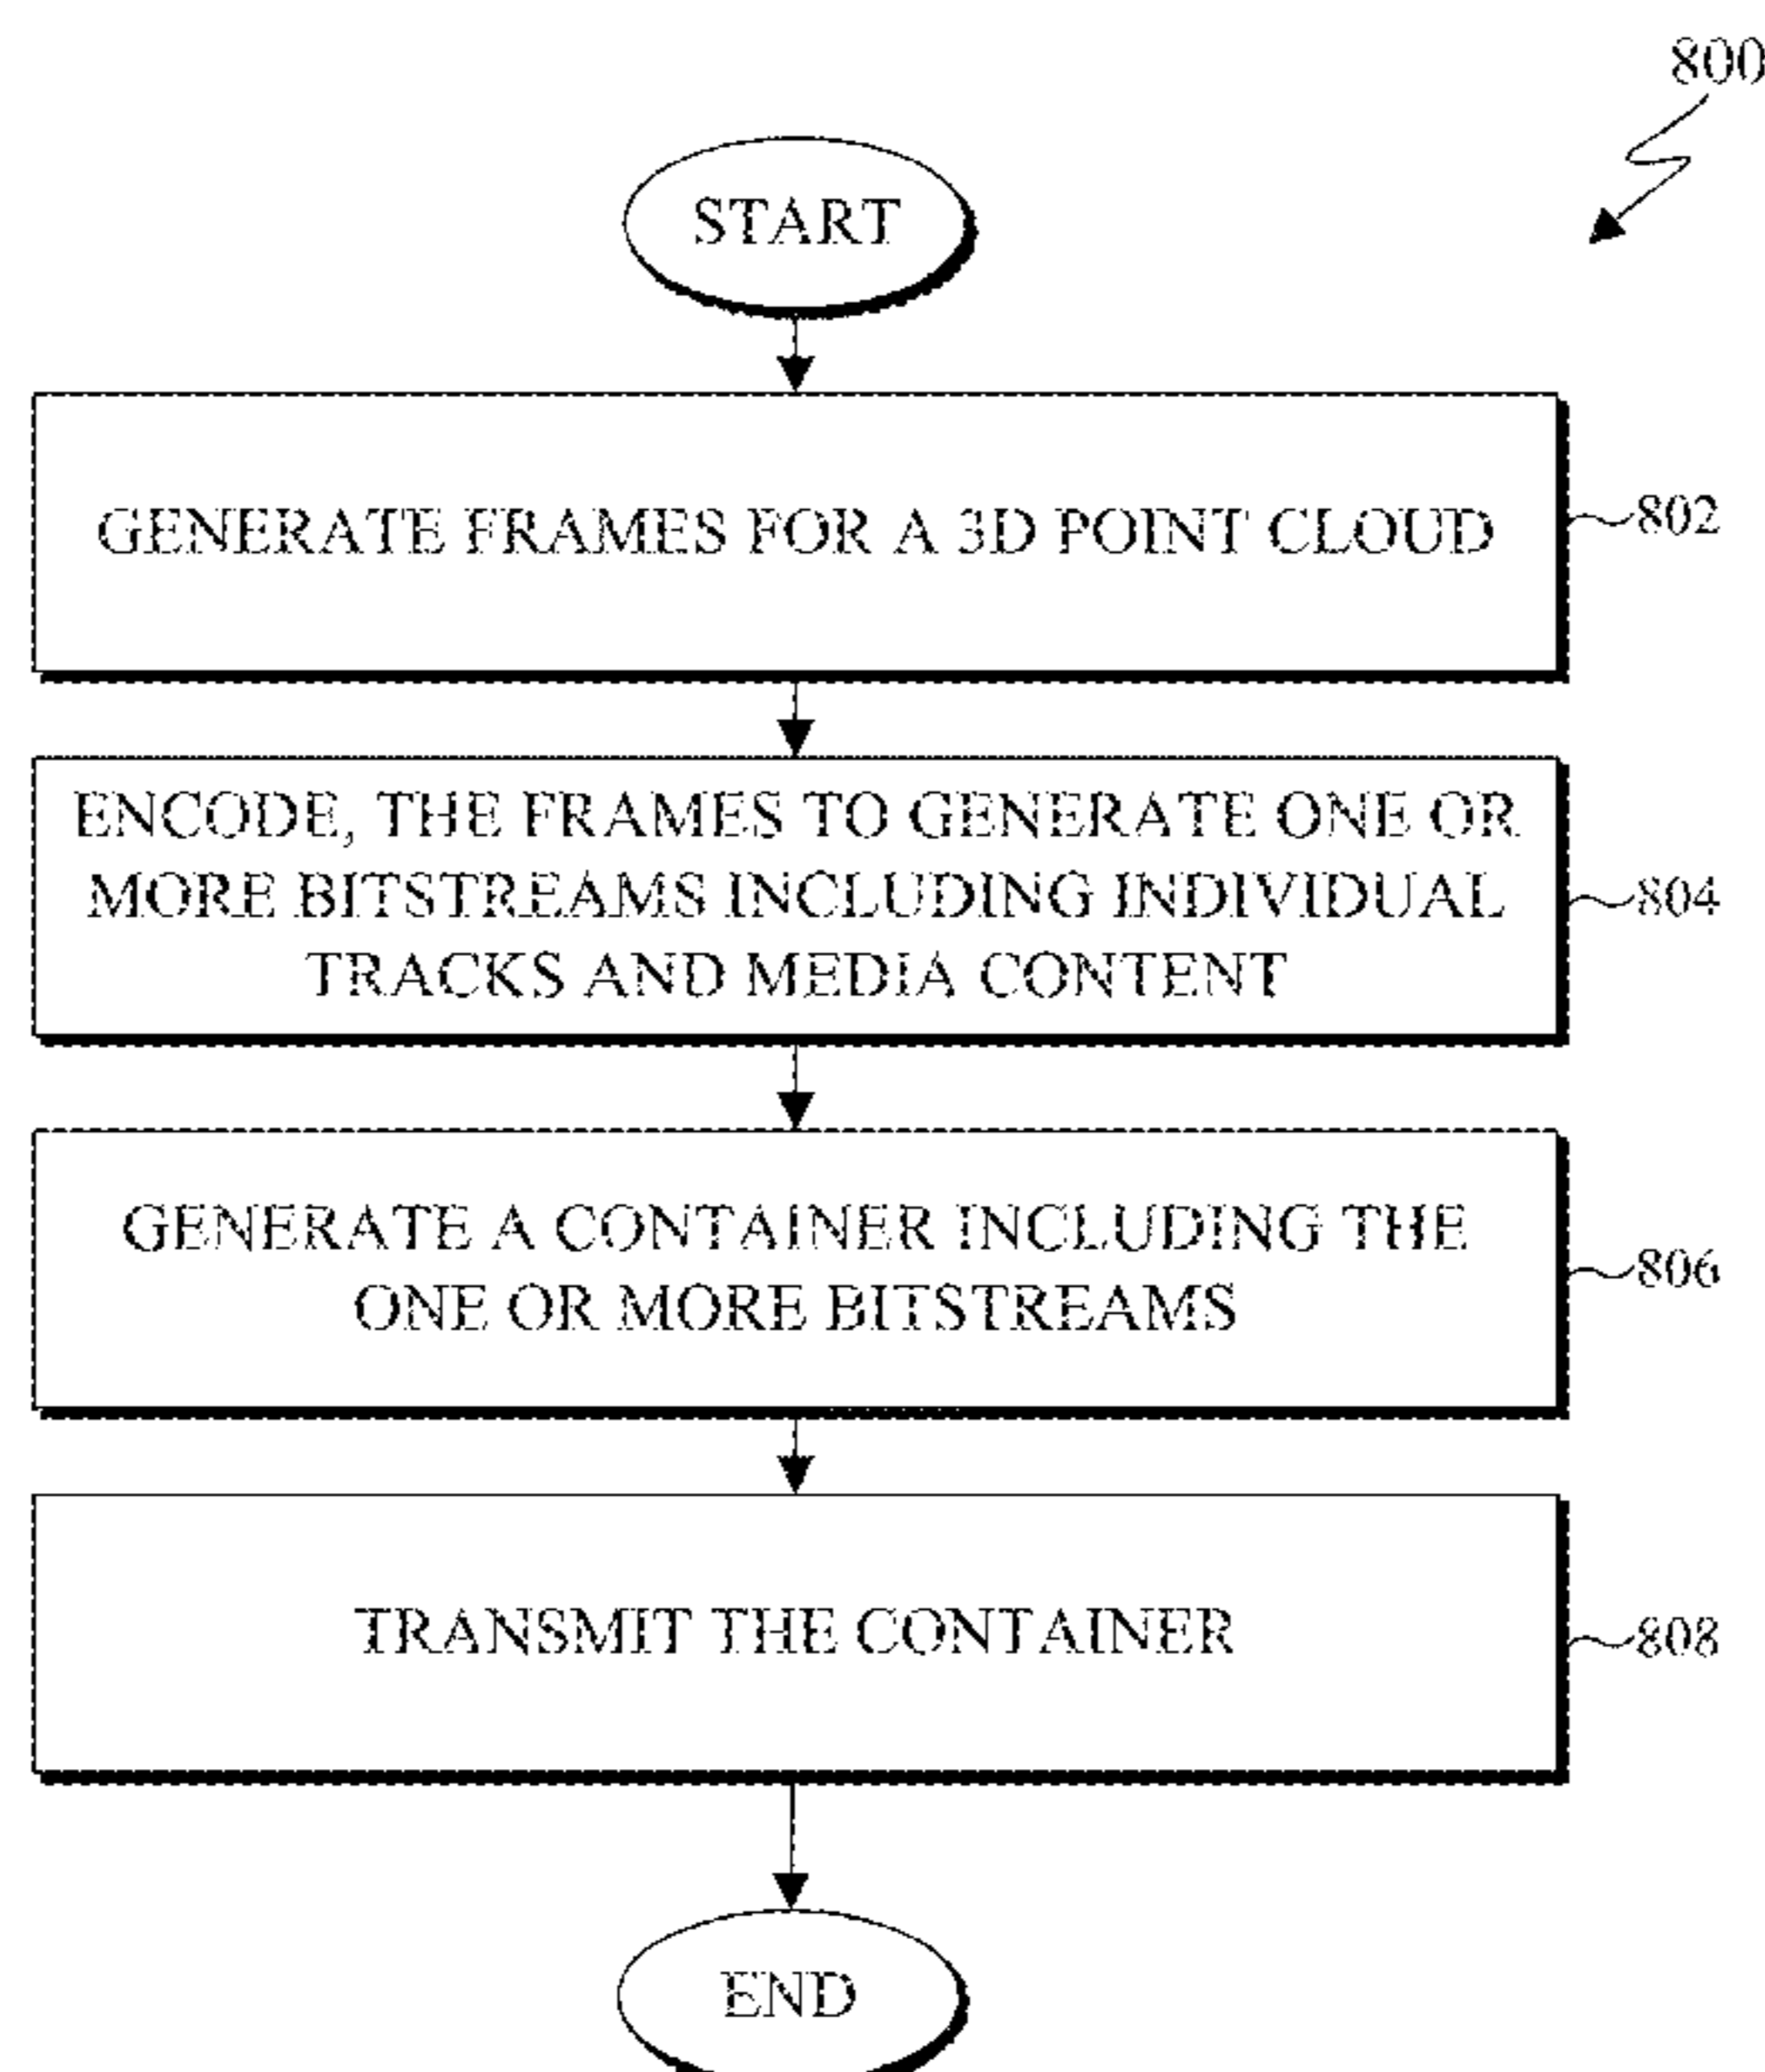 800
START
GENERATE FRAMES FOR A 3D POINT CLOUD
802
ENCODE, THE FRAMES TO GENERATE ONE OR
MORE BITSTREAMS INCLUDING INDIVIDUAL
TRACKS AND MEDIA CONTENT
804
GENERATE A CONTAINER INCLUDING THE
ONE OR MORE BITSTREAMS
806
TRANSMIT THE CONTAINER
808
END